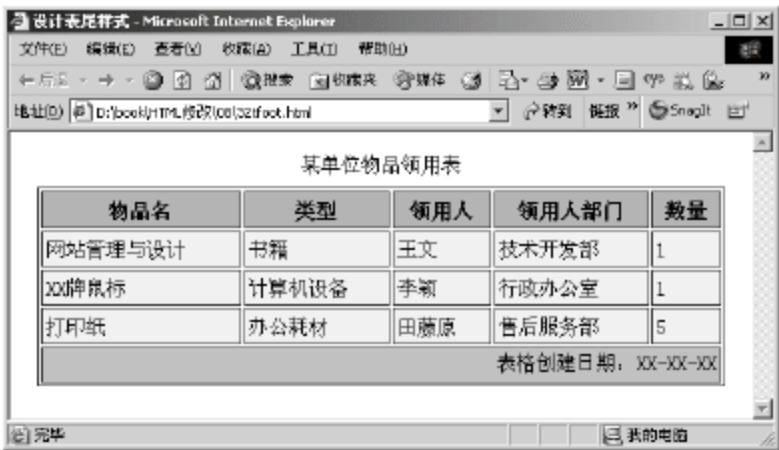 设计表尾样式 - Microsoft Internet Explorer
文件(F) 编辑(E) 查看(V) 收藏(A) 工具(T) 帮助(H)
后退 搜索 收藏夹 媒体
地址(D) D:\book\HTML修改\08\032tfoot.html 转到 链接 » SnagIt
某单位物品领用表
物品名 类型 领用人 领用人部门 数量
网站管理与设计 书籍 王文 技术开发部 1
XX牌鼠标 计算机设备 李颖 行政办公室 1
打印纸 办公耗材 田藤原 售后服务部 5
表格创建日期：XX-XX-XX
完毕 我的电脑